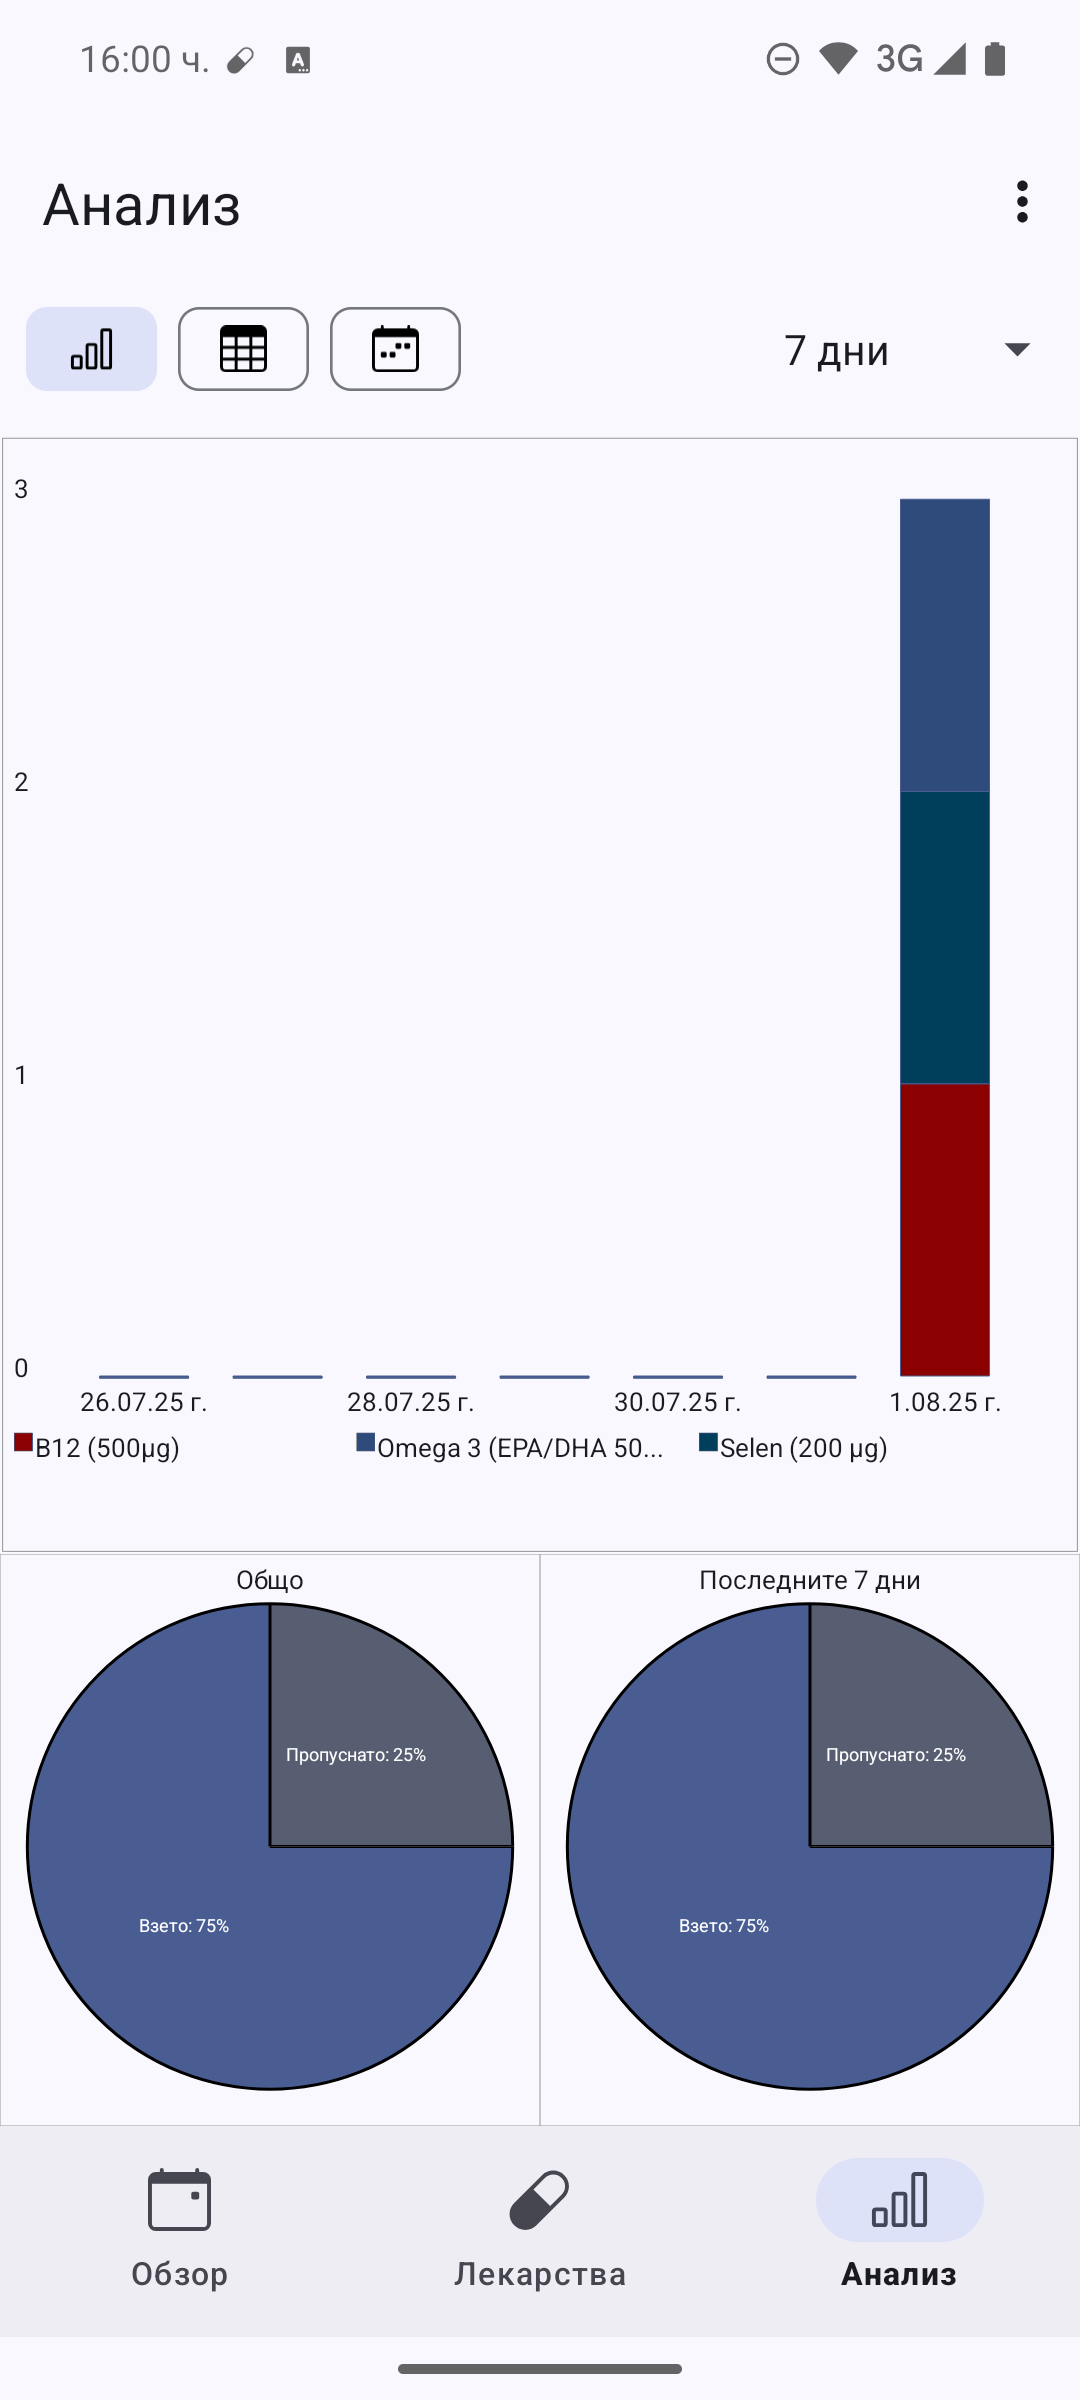 16:00 ч.
3G
Анализ
7 дни
3
2
1
0
26.07.25 г.
28.07.25 г.
30.07.25 г.
1.08.25 г.
B12 (500µg)
Omega 3 (EPA/DHA 50...
Selen (200 µg)
Общо
Последните 7 дни
Пропуснато: 25%
Пропуснато: 25%
Взето: 75%
Взето: 75%
Обзор
Лекарства
Анализ